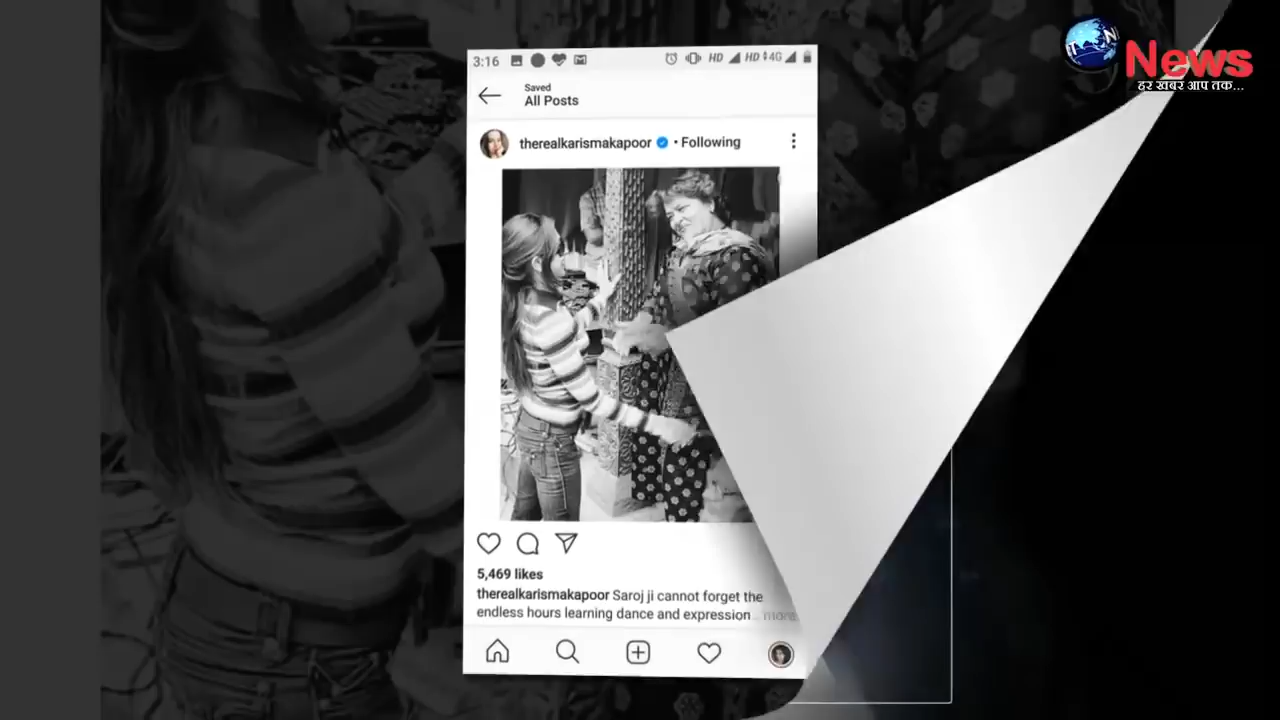 3:16
HD
HD
4G
Saved
All Posts
therealkarismakapoor • Following
5,469 likes
therealkarismakapoor Saroj ji cannot forget the
endless hours learning dance and expression... more
TNN
News
हर खबर आप तक...